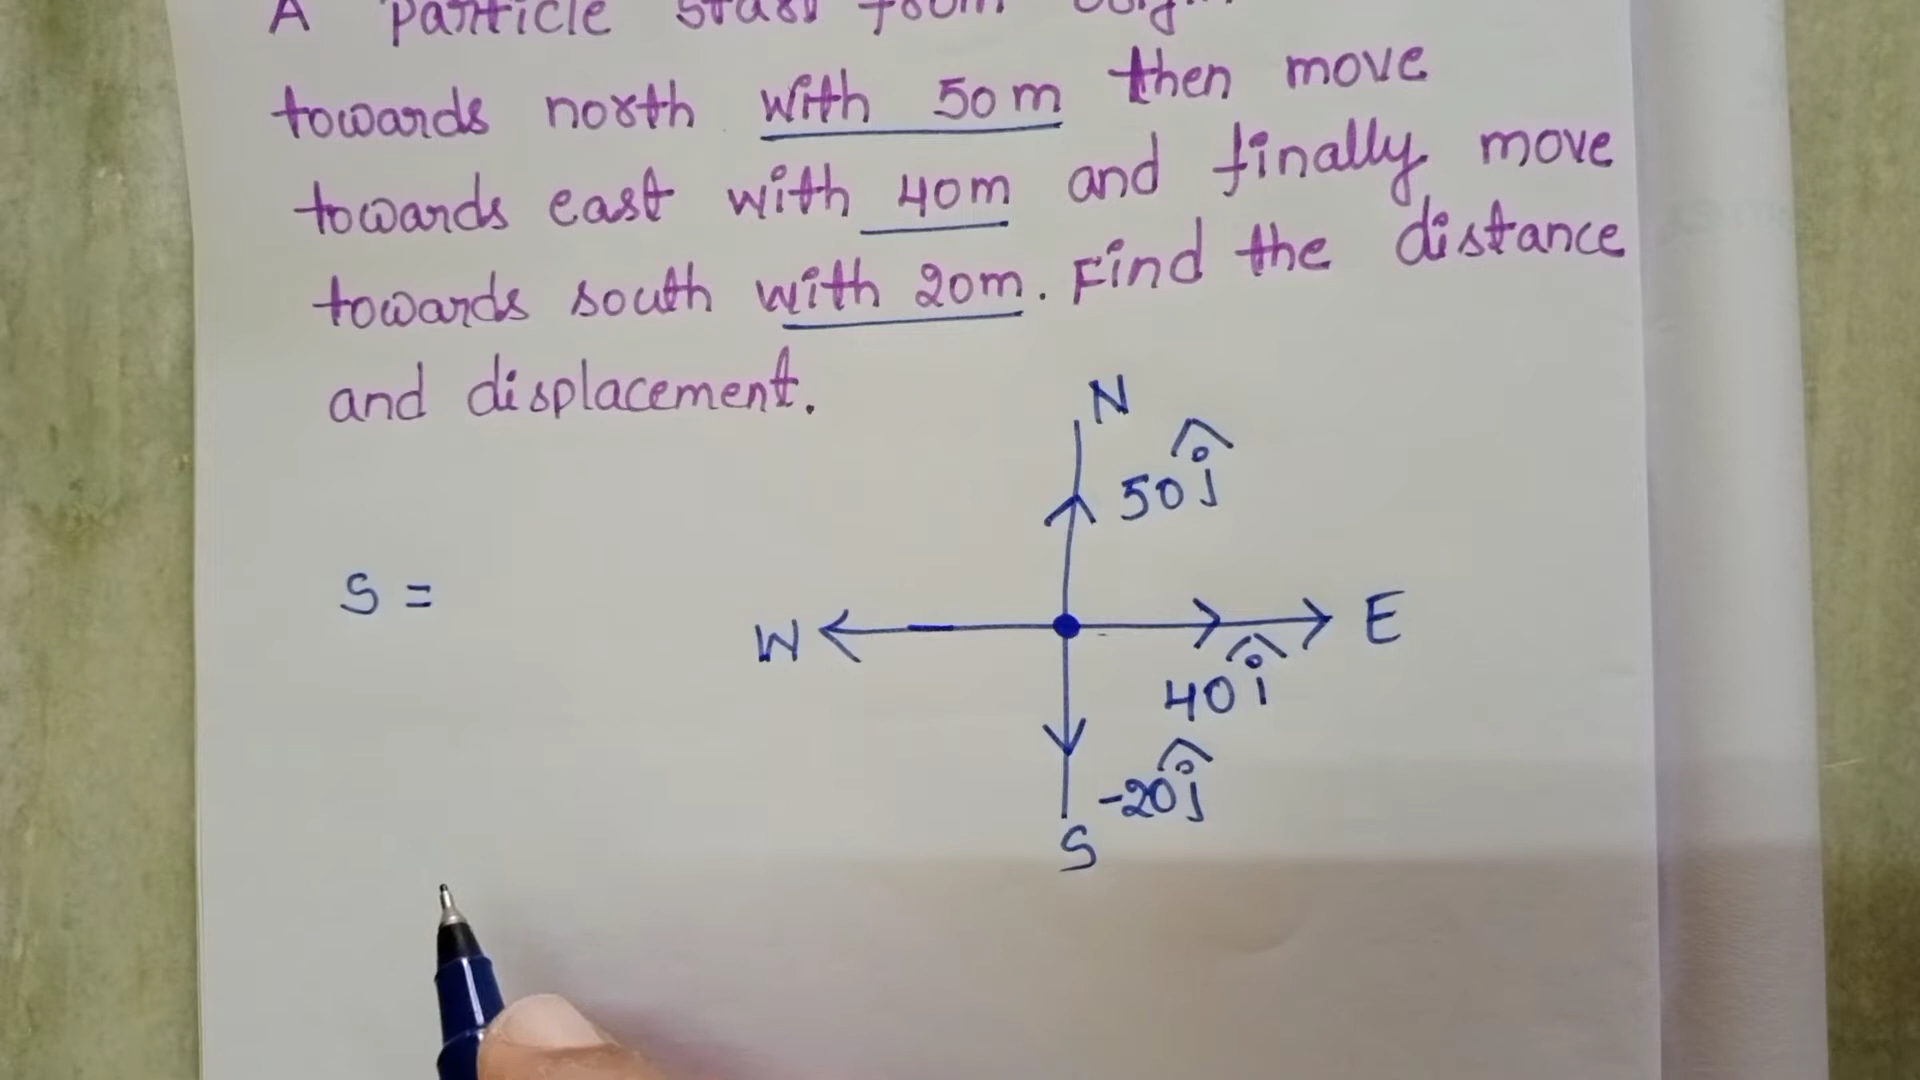 A particle
towards north with 50m then move
towards east with 40m and finally move
towards south with 20m. Find the distance
and displacement.
N
50ĵ
S =
W
E
40î
-20ĵ
S